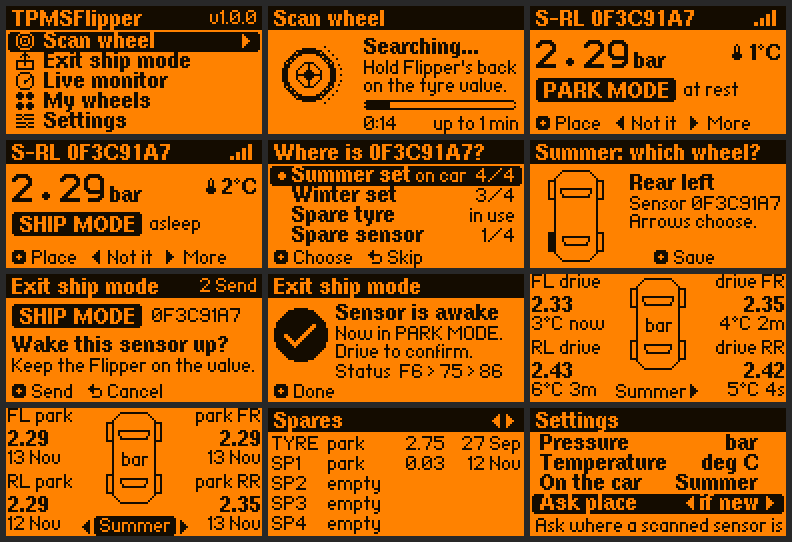 TPMSFlipper v1.0.0
Scan wheel
Exit ship mode
Live monitor
My wheels
Settings
Scan wheel
Searching...
Hold Flipper's back
on the tyre value.
0:14 up to 1 min
S-RL 0F3C91A7
2.29 bar 1°C
PARK MODE at rest
Place Not it More
S-RL 0F3C91A7
2.29 bar 2°C
SHIP MODE asleep
Place Not it More
Where is 0F3C91A7?
Summer set on car 4/4
Winter set 3/4
Spare tyre in use
Spare sensor 1/4
Choose Skip
Summer: which wheel?
Rear left
Sensor 0F3C91A7
Arrows choose.
Save
Exit ship mode 2 Send
SHIP MODE 0F3C91A7
Wake this sensor up?
Keep the Flipper on the value.
Send Cancel
Exit ship mode
Sensor is awake
Now in PARK MODE.
Drive to confirm.
Status F6 > 75 > 86
Done
FL drive drive FR
2.33 2.35
3°C now bar 4°C 2m
RL drive drive RR
2.43 2.42
6°C 3m Summer 5°C 4s
FL park park FR
2.29 2.29
13 Nov bar 13 Nov
RL park park RR
2.29 2.35
12 Nov Summer 13 Nov
Spares
TYRE park 2.75 27 Sep
SP1 park 0.03 12 Nov
SP2 empty
SP3 empty
SP4 empty
Settings
Pressure bar
Temperature deg C
On the car Summer
Ask place if new
Ask where a scanned sensor is